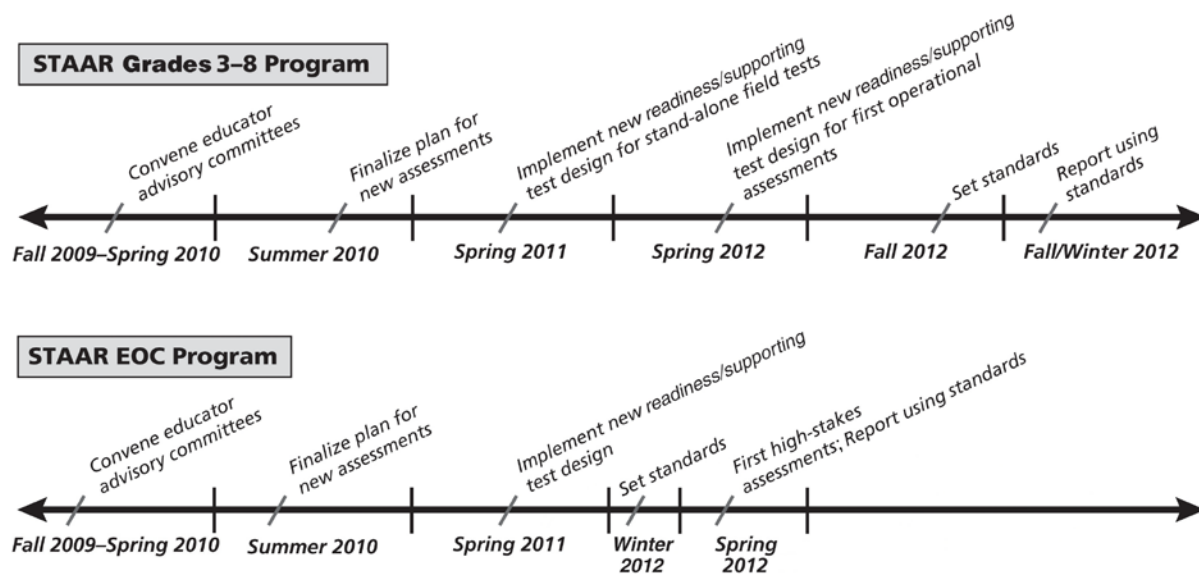 STAAR Grades 3–8 Program
Convene educator
advisory committees
Finalize plan for
new assessments
Implement new readiness/supporting
test design for stand-alone field tests
Implement new readiness/supporting
test design for first operational
assessments
Set standards
Report using
standards
Fall 2009–Spring 2010
Summer 2010
Spring 2011
Spring 2012
Fall 2012
Fall/Winter 2012
STAAR EOC Program
Convene educator
advisory committees
Finalize plan for
new assessments
Implement new readiness/supporting
test design
Set standards
First high-stakes
assessments; Report using standards
Fall 2009–Spring 2010
Summer 2010
Spring 2011
Winter
2012
Spring
2012